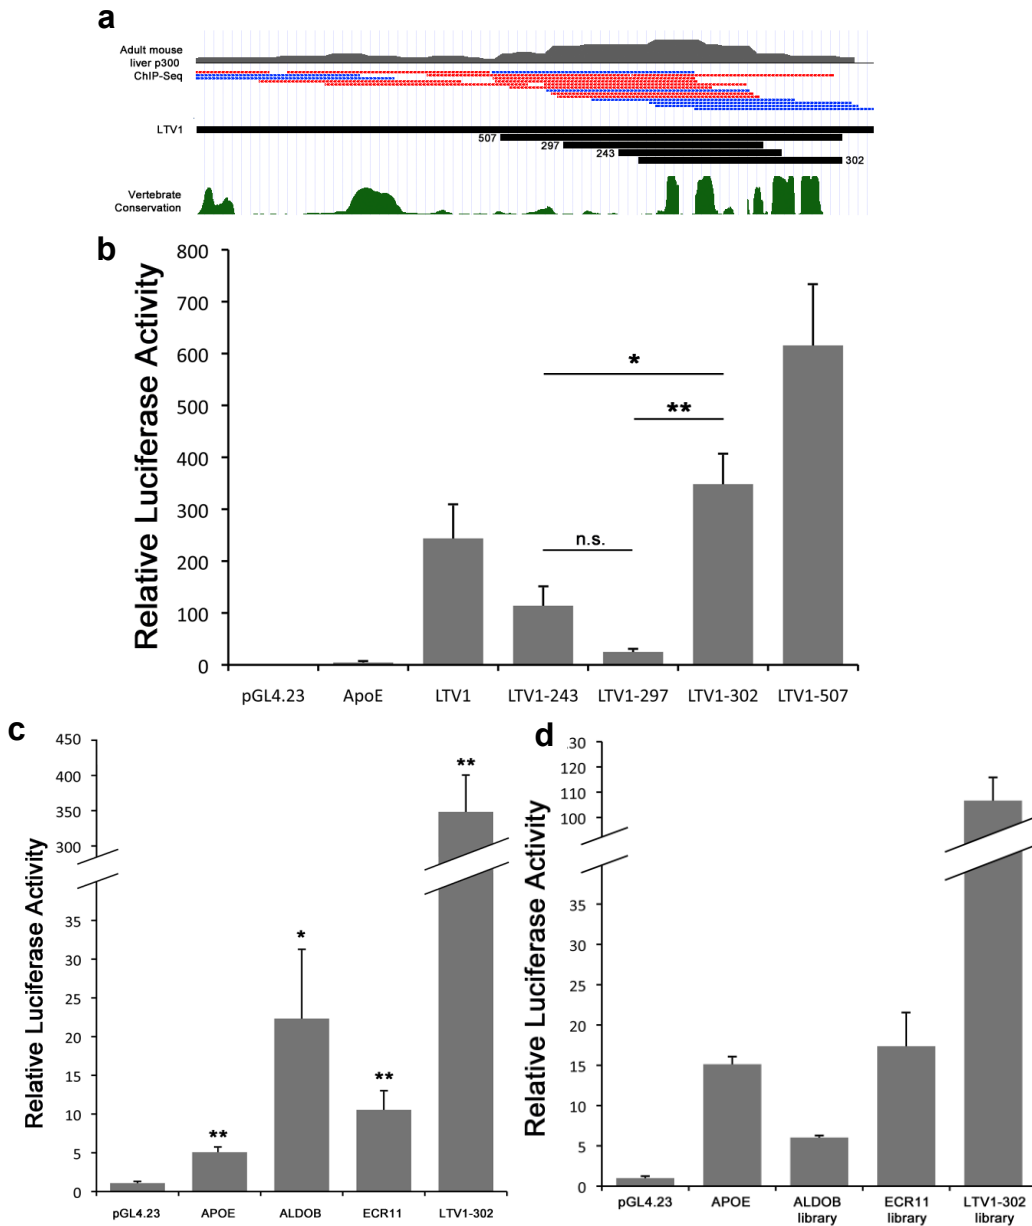 a
Adult mouse
liver p300
ChIP-Seq
LTV1
507
297
243
302
Vertebrate
Conservation
b
Relative Luciferase Activity
800
700
600
500
400
300
200
100
0
*
**
n.s.
pGL4.23 ApoE LTV1 LTV1-243 LTV1-297 LTV1-302 LTV1-507
c
Relative Luciferase Activity
450
400
350
300
35
30
25
20
15
10
5
0
**
*
**
**
pGL4.23 APOE ALDOB ECR11 LTV1-302
d
Relative Luciferase Activity
130
120
110
100
35
30
25
20
15
10
5
0
pGL4.23 APOE ALDOB ECR11 LTV1-302
library library library